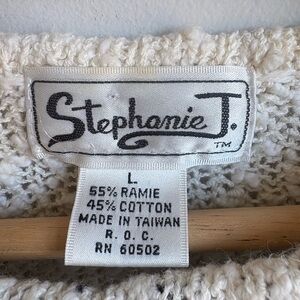 Stephanie T.
TM
L
55% RAMIE
45% COTTON
MADE IN TAIWAN
R. O. C.
RN 60502